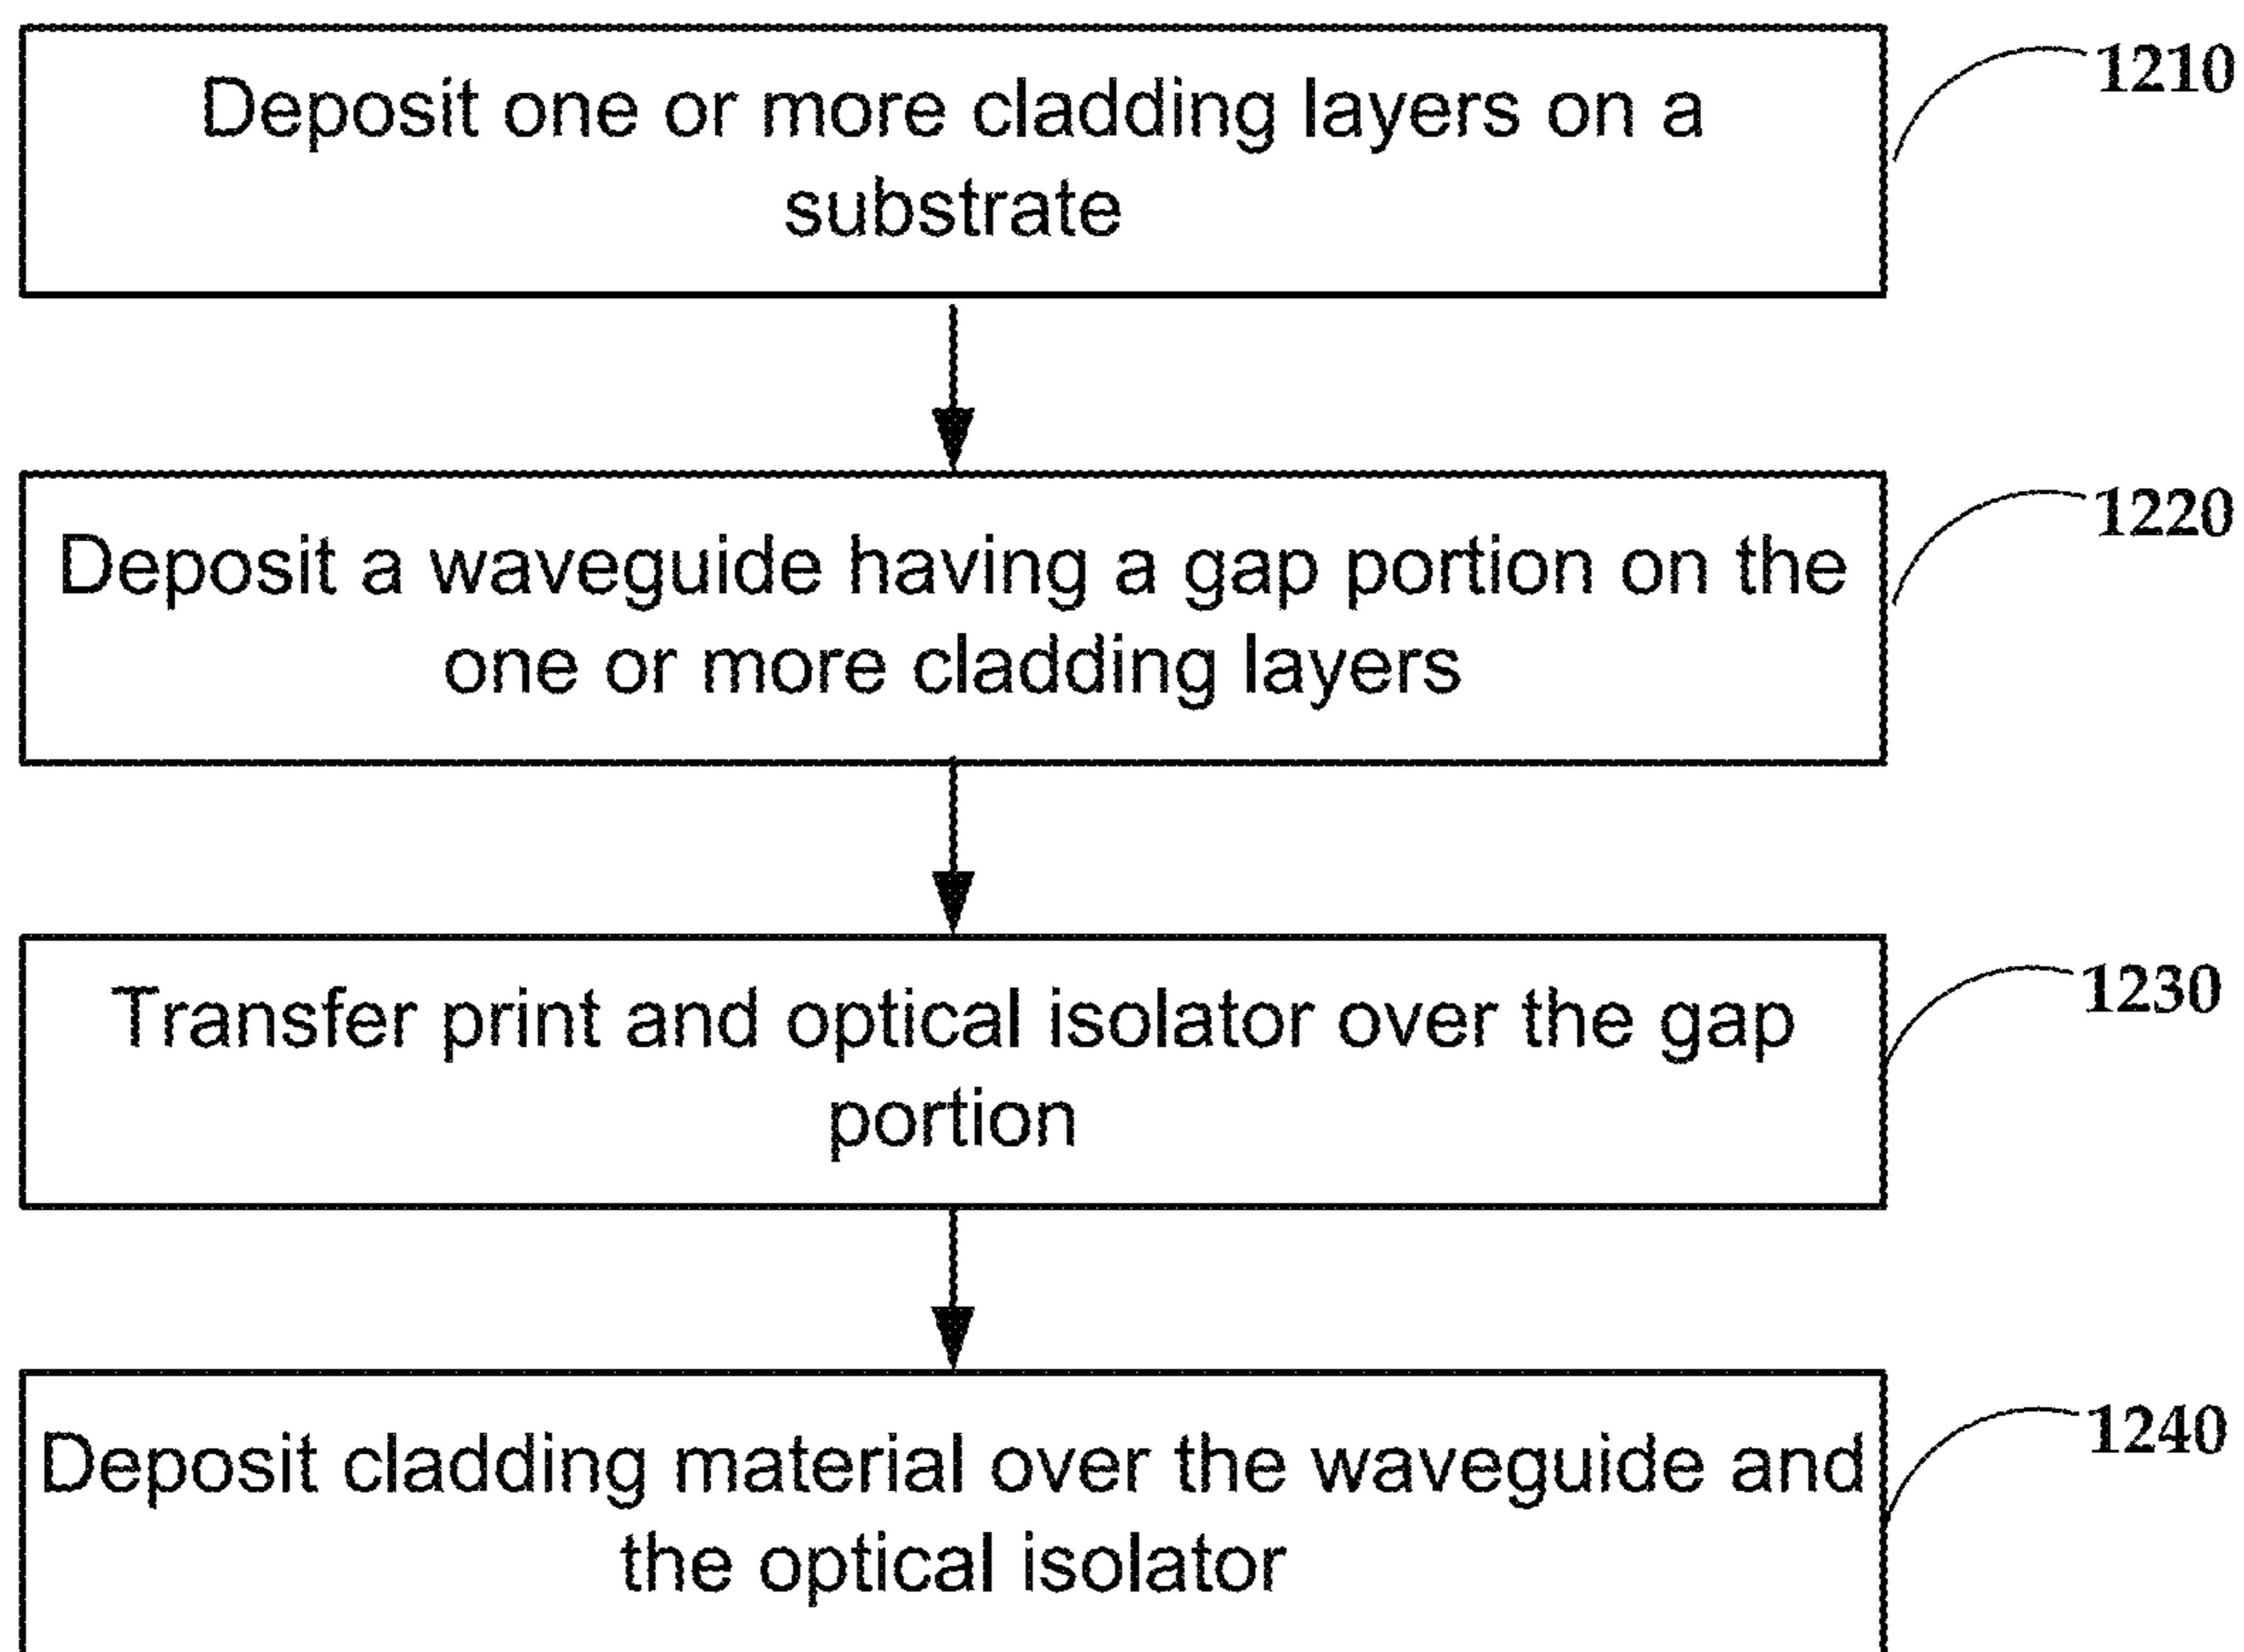 Deposit one or more cladding layers on a
substrate
1210
Deposit a waveguide having a gap portion on the
one or more cladding layers
1220
Transfer print and optical isolator over the gap
portion
1230
Deposit cladding material over the waveguide and
the optical isolator
1240